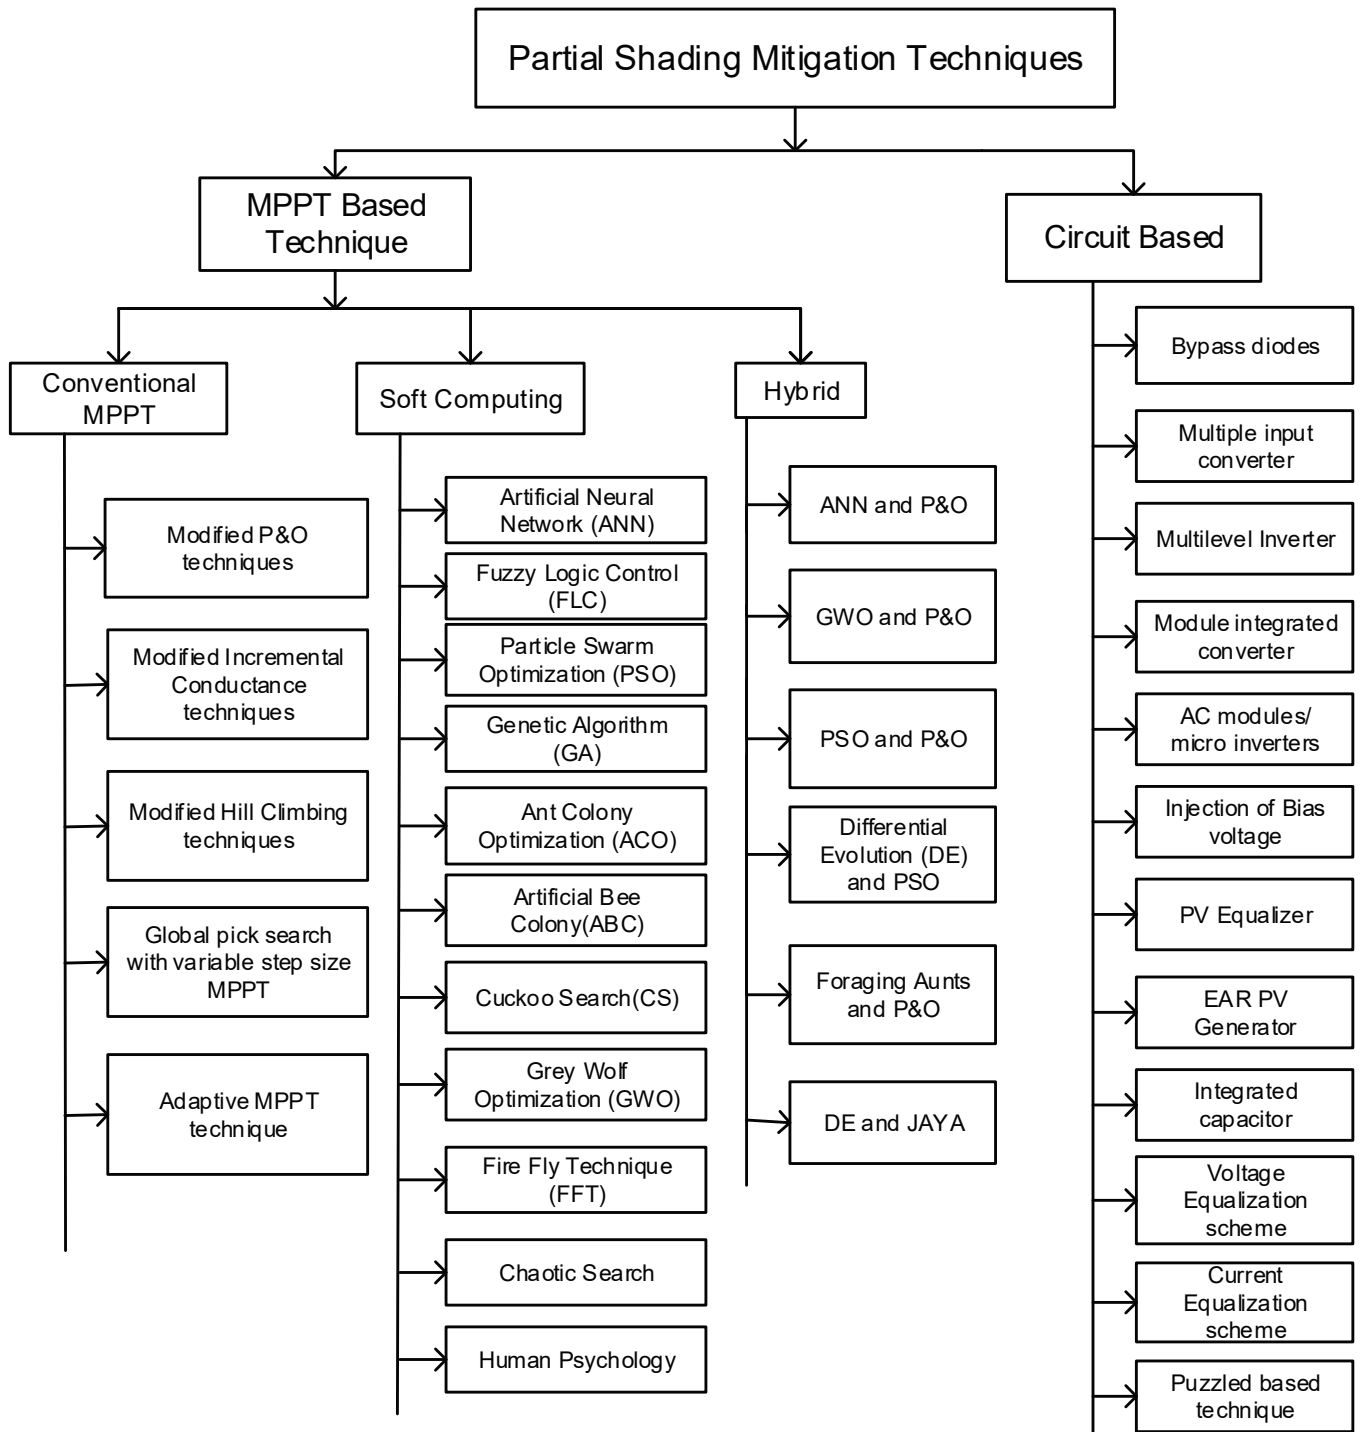 Partial Shading Mitigation Techniques
MPPT Based
Technique
Circuit Based
Conventional
MPPT
Modified P&O
techniques
Modified Incremental
Conductance
techniques
Modified Hill Climbing
techniques
Global pick search
with variable step size
MPPT
Adaptive MPPT
technique
Soft Computing
Artificial Neural
Network (ANN)
Fuzzy Logic Control
(FLC)
Particle Swarm
Optimization (PSO)
Genetic Algorithm
(GA)
Ant Colony
Optimization (ACO)
Artificial Bee
Colony(ABC)
Cuckoo Search(CS)
Grey Wolf
Optimization (GWO)
Fire Fly Technique
(FFT)
Chaotic Search
Human Psychology
Hybrid
ANN and P&O
GWO and P&O
PSO and P&O
Differential
Evolution (DE)
and PSO
Foraging Aunts
and P&O
DE and JAYA
Bypass diodes
Multiple input
converter
Multilevel Inverter
Module integrated
converter
AC modules/
micro inverters
Injection of Bias
voltage
PV Equalizer
EAR PV
Generator
Integrated
capacitor
Voltage
Equalization
scheme
Current
Equalization
scheme
Puzzled based
technique